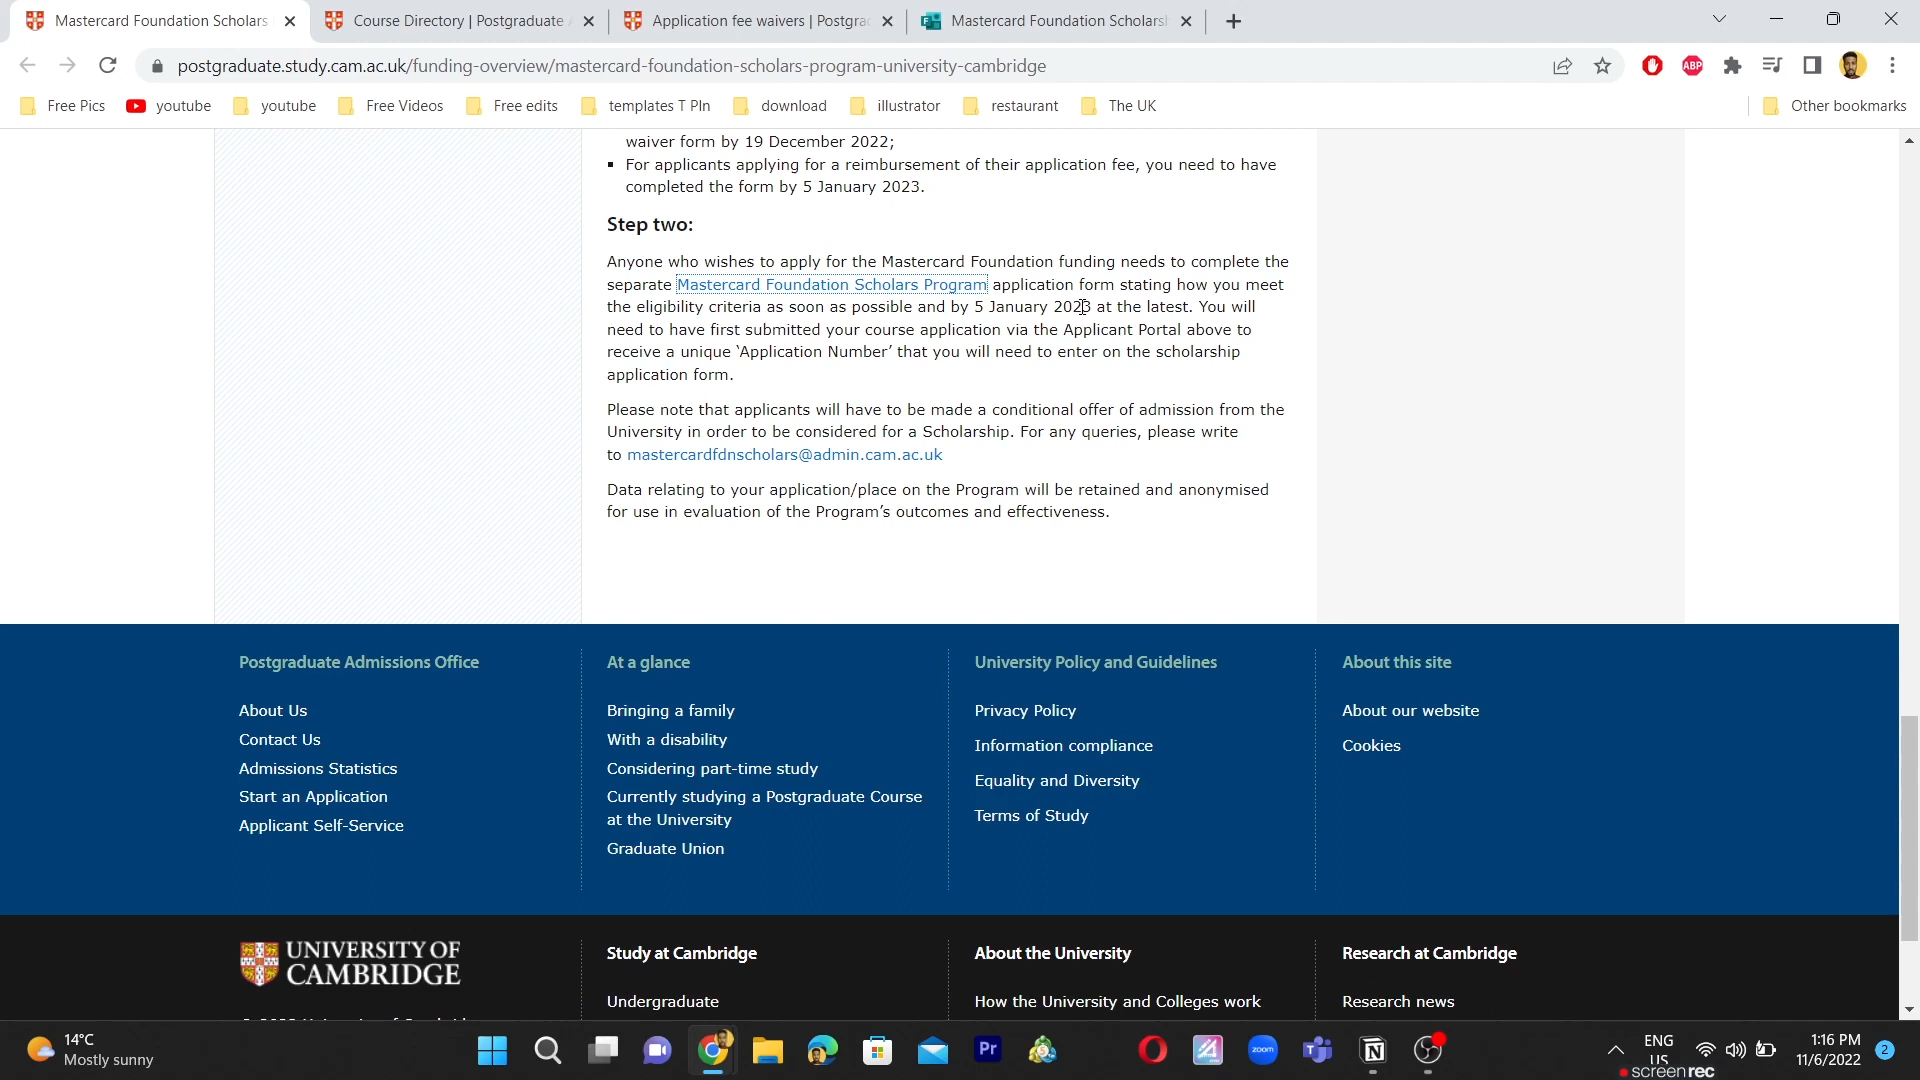 Mastercard Foundation Scholars
Course Directory | Postgraduate A
Application fee waivers | Postgrad
Mastercard Foundation Scholarsh
postgraduate.study.cam.ac.uk/funding-overview/mastercard-foundation-scholars-program-university-cambridge
ABP
Free Pics
youtube
youtube
Free Videos
Free edits
templates T Pln
download
illustrator
restaurant
The UK
Other bookmarks
waiver form by 19 December 2022;
▪ For applicants applying for a reimbursement of their application fee, you need to have
completed the form by 5 January 2023.
Step two:
Anyone who wishes to apply for the Mastercard Foundation funding needs to complete the
separate Mastercard Foundation Scholars Program application form stating how you meet
the eligibility criteria as soon as possible and by 5 January 2023 at the latest. You will
need to have first submitted your course application via the Applicant Portal above to
receive a unique ‘Application Number’ that you will need to enter on the scholarship
application form.
Please note that applicants will have to be made a conditional offer of admission from the
University in order to be considered for a Scholarship. For any queries, please write
to mastercardfdnscholars@admin.cam.ac.uk
Data relating to your application/place on the Program will be retained and anonymised
for use in evaluation of the Program’s outcomes and effectiveness.
Postgraduate Admissions Office
About Us
Contact Us
Admissions Statistics
Start an Application
Applicant Self-Service
At a glance
Bringing a family
With a disability
Considering part-time study
Currently studying a Postgraduate Course
at the University
Graduate Union
University Policy and Guidelines
Privacy Policy
Information compliance
Equality and Diversity
Terms of Study
About this site
About our website
Cookies
UNIVERSITY OF
CAMBRIDGE
Study at Cambridge
Undergraduate
About the University
How the University and Colleges work
Research at Cambridge
Research news
14°C
Mostly sunny
Pr
zoom
ENG
US
1:16 PM
11/6/2022
2
screenrec